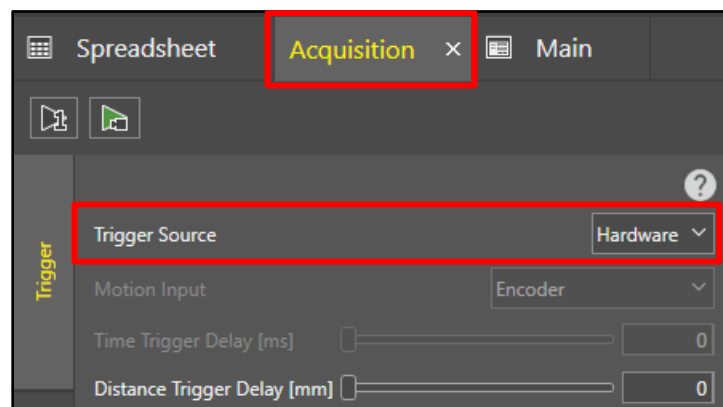 Spreadsheet Acquisition × Main
1
?
Trigger
Trigger Source Hardware
Motion Input Encoder
Time Trigger Delay [ms] 0
Distance Trigger Delay [mm] 0